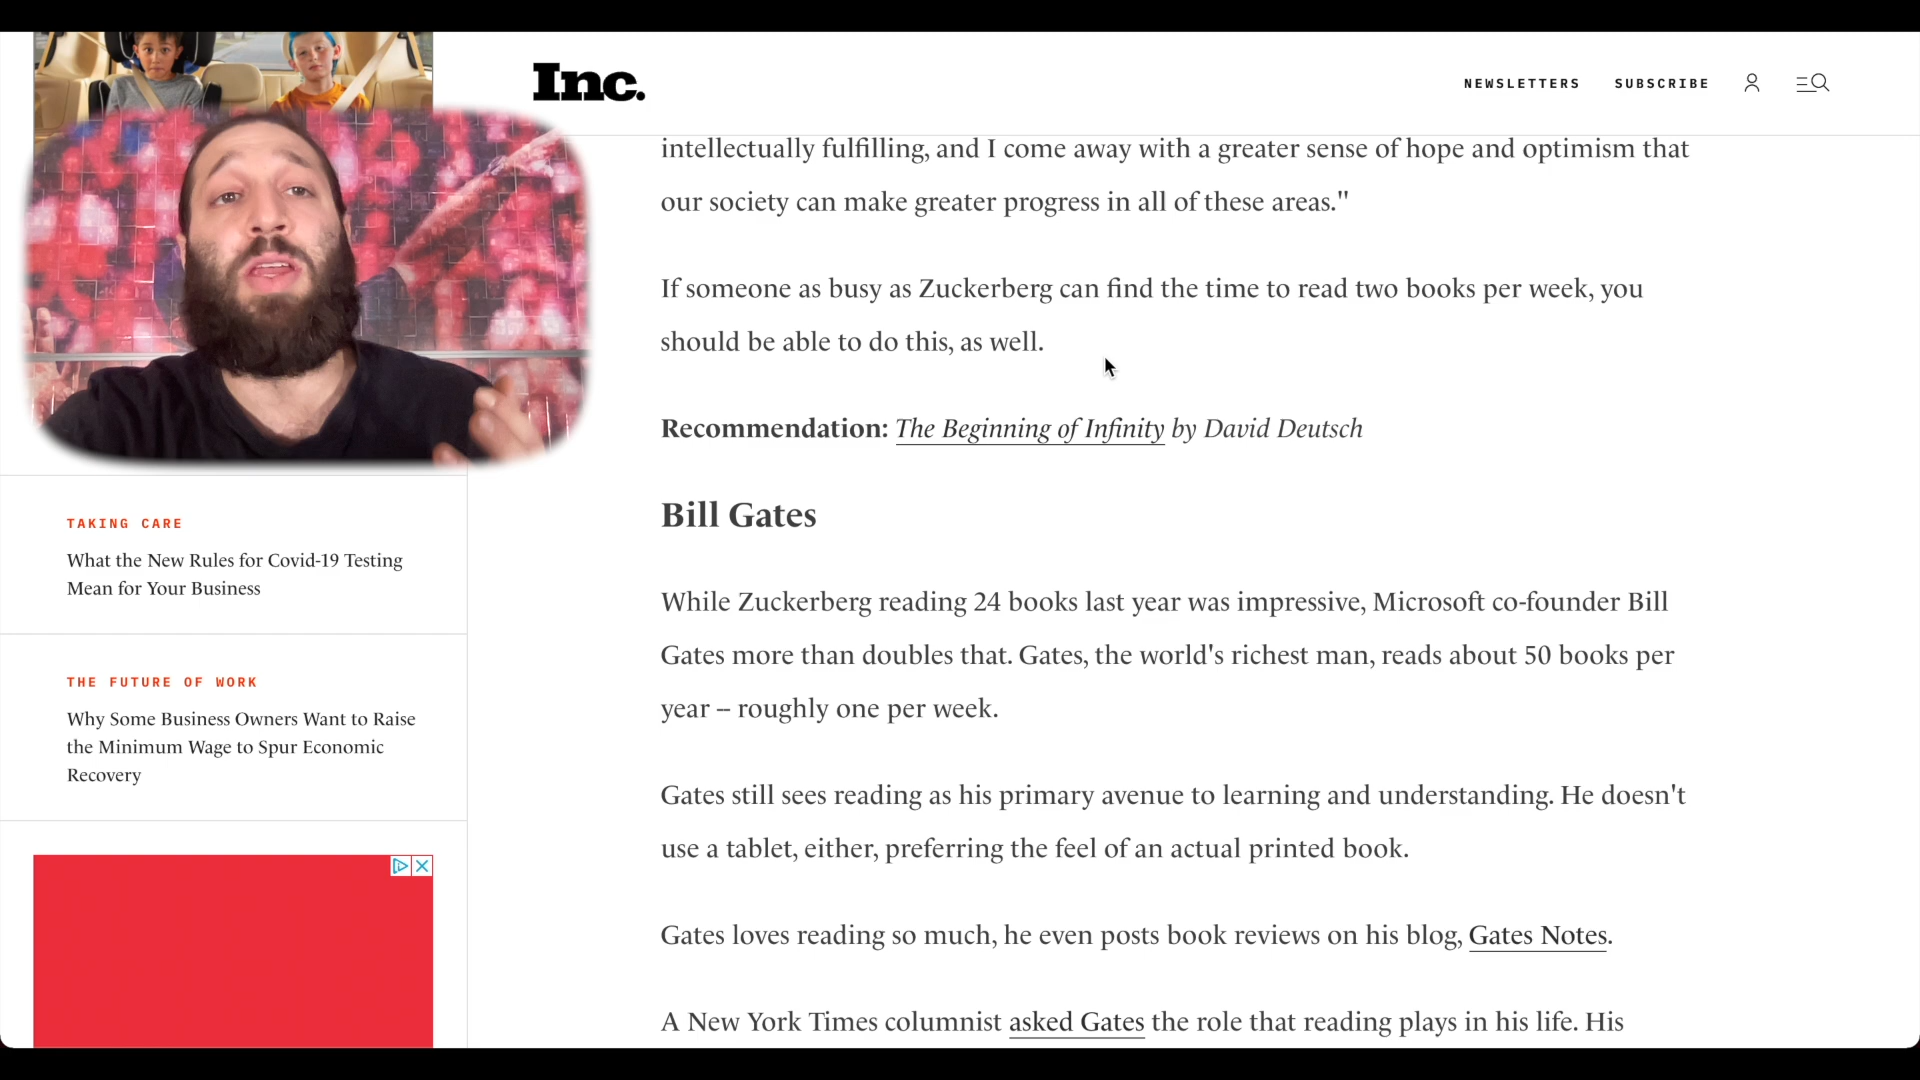 Inc.
NEWSLETTERS
SUBSCRIBE
intellectually fulfilling, and I come away with a greater sense of hope and optimism that
our society can make greater progress in all of these areas."
If someone as busy as Zuckerberg can find the time to read two books per week, you
should be able to do this, as well.
Recommendation: The Beginning of Infinity by David Deutsch
Bill Gates
While Zuckerberg reading 24 books last year was impressive, Microsoft co-founder Bill
Gates more than doubles that. Gates, the world's richest man, reads about 50 books per
year -- roughly one per week.
Gates still sees reading as his primary avenue to learning and understanding. He doesn't
use a tablet, either, preferring the feel of an actual printed book.
Gates loves reading so much, he even posts book reviews on his blog, Gates Notes.
A New York Times columnist asked Gates the role that reading plays in his life. His
TAKING CARE
What the New Rules for Covid-19 Testing
Mean for Your Business
THE FUTURE OF WORK
Why Some Business Owners Want to Raise
the Minimum Wage to Spur Economic
Recovery